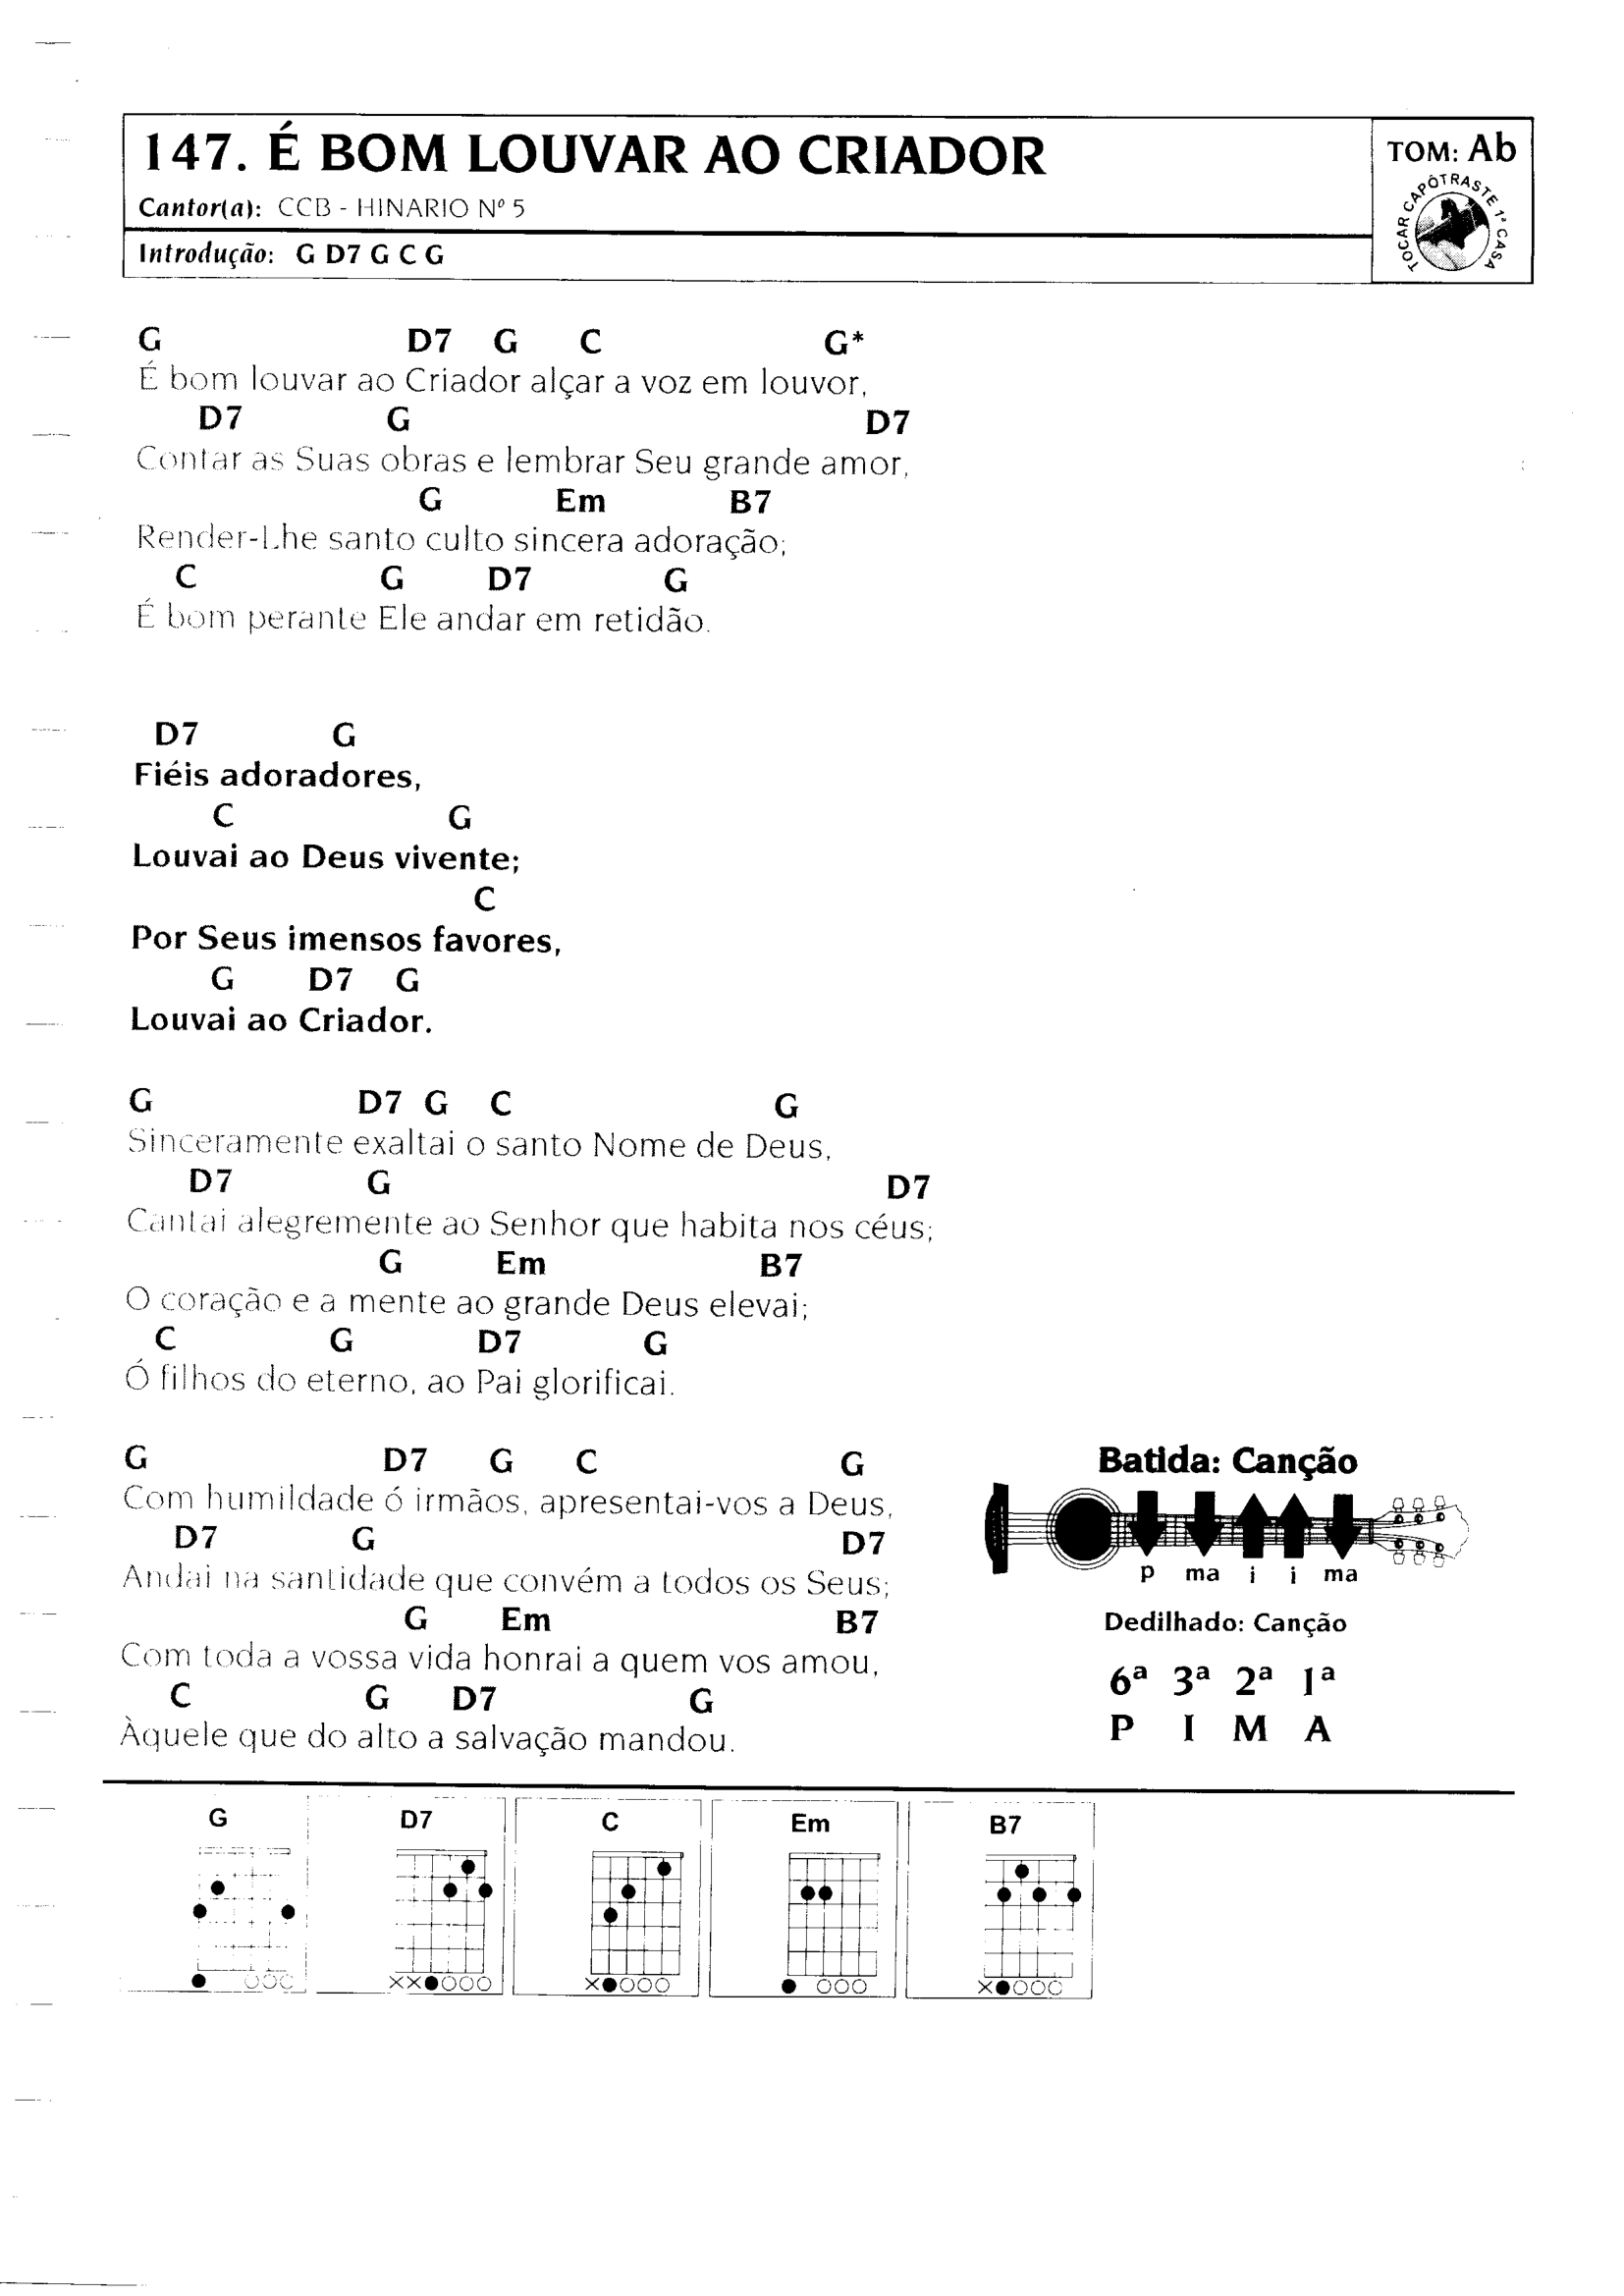 147. É BOM LOUVAR AO CRIADOR
Cantor(a): CCB - HINARIO Nº 5
Introdução: G D7 G C G
TOM: Ab
TOCAR CAPÔTRASTE 1ª CASA
G D7 G C G*
É bom louvar ao Criador alçar a voz em louvor,
D7 G D7
Contar as Suas obras e lembrar Seu grande amor,
G Em B7
Render-Lhe santo culto sincera adoração;
C G D7 G
É bom perante Ele andar em retidão.
D7 G
Fiéis adoradores,
C G
Louvai ao Deus vivente;
C
Por Seus imensos favores,
G D7 G
Louvai ao Criador.
G D7 G C G
Sinceramente exaltai o santo Nome de Deus,
D7 G D7
Cantai alegremente ao Senhor que habita nos céus;
G Em B7
O coração e a mente ao grande Deus elevai;
C G D7 G
Ó filhos do eterno, ao Pai glorificai.
G D7 G C G
Com humildade ó irmãos, apresentai-vos a Deus,
D7 G D7
Andai na santidade que convém a todos os Seus;
G Em B7
Com toda a vossa vida honrai a quem vos amou,
C G D7 G
Àquele que do alto a salvação mandou.
Batida: Canção
p ma i i ma
Dedilhado: Canção
6ª 3ª 2ª 1ª
P I M A
G D7 C Em B7